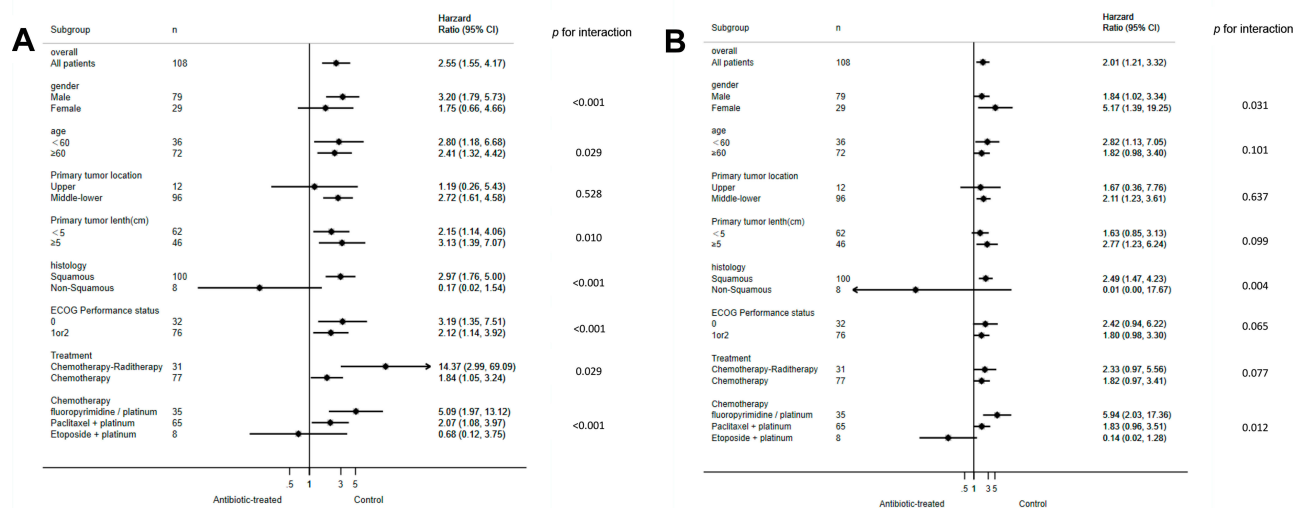 A
Harzard
Subgroup n Ratio (95% CI)
p for interaction
overall
All patients 108 2.55 (1.55, 4.17)
gender
Male 79 3.20 (1.79, 5.73)
<0.001
Female 29 1.75 (0.66, 4.66)
age
<60 36 2.80 (1.18, 6.68)
≥60 72 2.41 (1.32, 4.42)
0.029
Primary tumor location
Upper 12 1.19 (0.26, 5.43)
0.528
Middle-lower 96 2.72 (1.61, 4.58)
Primary tumor lenth(cm)
<5 62 2.15 (1.14, 4.06)
0.010
≥5 46 3.13 (1.39, 7.07)
histology
Squamous 100 2.97 (1.76, 5.00)
<0.001
Non-Squamous 8 0.17 (0.02, 1.54)
ECOG Performance status
0 32 3.19 (1.35, 7.51)
<0.001
1or2 76 2.12 (1.14, 3.92)
Treatment
Chemotherapy-Raditherapy 31 14.37 (2.99, 69.09)
0.029
Chemotherapy 77 1.84 (1.05, 3.24)
Chemotherapy
fluoropyrimidine / platinum 35 5.09 (1.97, 13.12)
Paclitaxel + platinum 65 2.07 (1.08, 3.97)
<0.001
Etoposide + platinum 8 0.68 (0.12, 3.75)
.5 1 3 5
Antibiotic-treated Control
B
Harzard
Subgroup n Ratio (95% CI)
p for interaction
overall
All patients 108 2.01 (1.21, 3.32)
gender
Male 79 1.84 (1.02, 3.34)
0.031
Female 29 5.17 (1.39, 19.25)
age
<60 36 2.82 (1.13, 7.05)
0.101
≥60 72 1.82 (0.98, 3.40)
Primary tumor location
Upper 12 1.67 (0.36, 7.76)
0.637
Middle-lower 96 2.11 (1.23, 3.61)
Primary tumor lenth(cm)
<5 62 1.63 (0.85, 3.13)
0.099
≥5 46 2.77 (1.23, 6.24)
histology
Squamous 100 2.49 (1.47, 4.23)
0.004
Non-Squamous 8 0.01 (0.00, 17.67)
ECOG Performance status
0 32 2.42 (0.94, 6.22)
0.065
1or2 76 1.80 (0.98, 3.30)
Treatment
Chemotherapy-Raditherapy 31 2.33 (0.97, 5.56)
0.077
Chemotherapy 77 1.82 (0.97, 3.41)
Chemotherapy
fluoropyrimidine / platinum 35 5.94 (2.03, 17.36)
Paclitaxel + platinum 65 1.83 (0.96, 3.51)
0.012
Etoposide + platinum 8 0.14 (0.02, 1.28)
.5 1 3 5
Antibiotic-treated Control